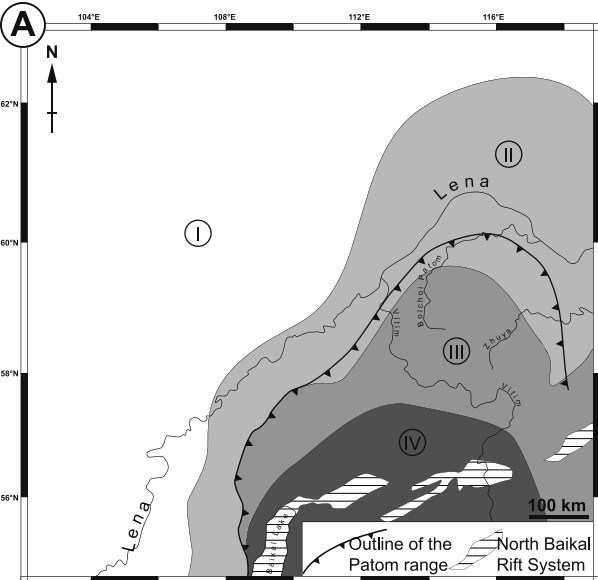 A
104°E 108°E 112°E 116°E
N
62°N
II
Lena
I
60°N
Bolchoi Patom
Vitim
Zhuya
III
58°N
Vitim
IV
56°N
Lena
Baikal Lake
100 km
Outline of the
Patom range
North Baikal
Rift System